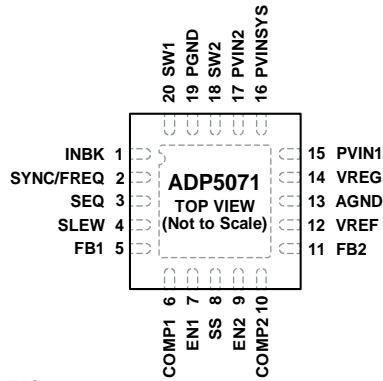 20 SW1
19 PGND
18 SW2
17 PVIN2
16 PVINSYS
INBK 1
SYNC/FREQ 2
SEQ 3
SLEW 4
FB1 5
ADP5071
TOP VIEW
(Not to Scale)
15 PVIN1
14 VREG
13 AGND
12 VREF
11 FB2
COMP1 6
EN1 7
SS 8
EN2 9
COMP2 10